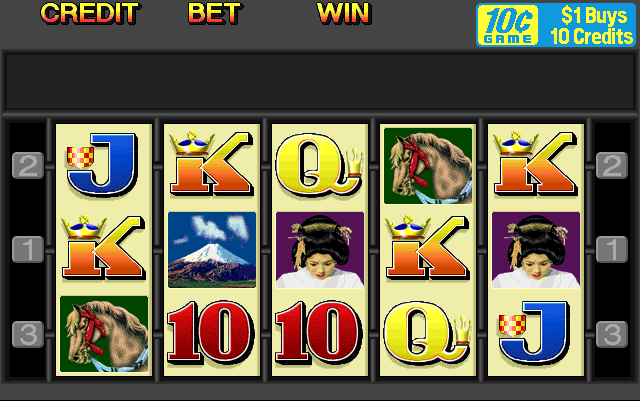 CREDIT BET WIN
10¢ GAME
$1 Buys
10 Credits
J K Q K
2 2
K K
1 1
10 10 Q J
3 3